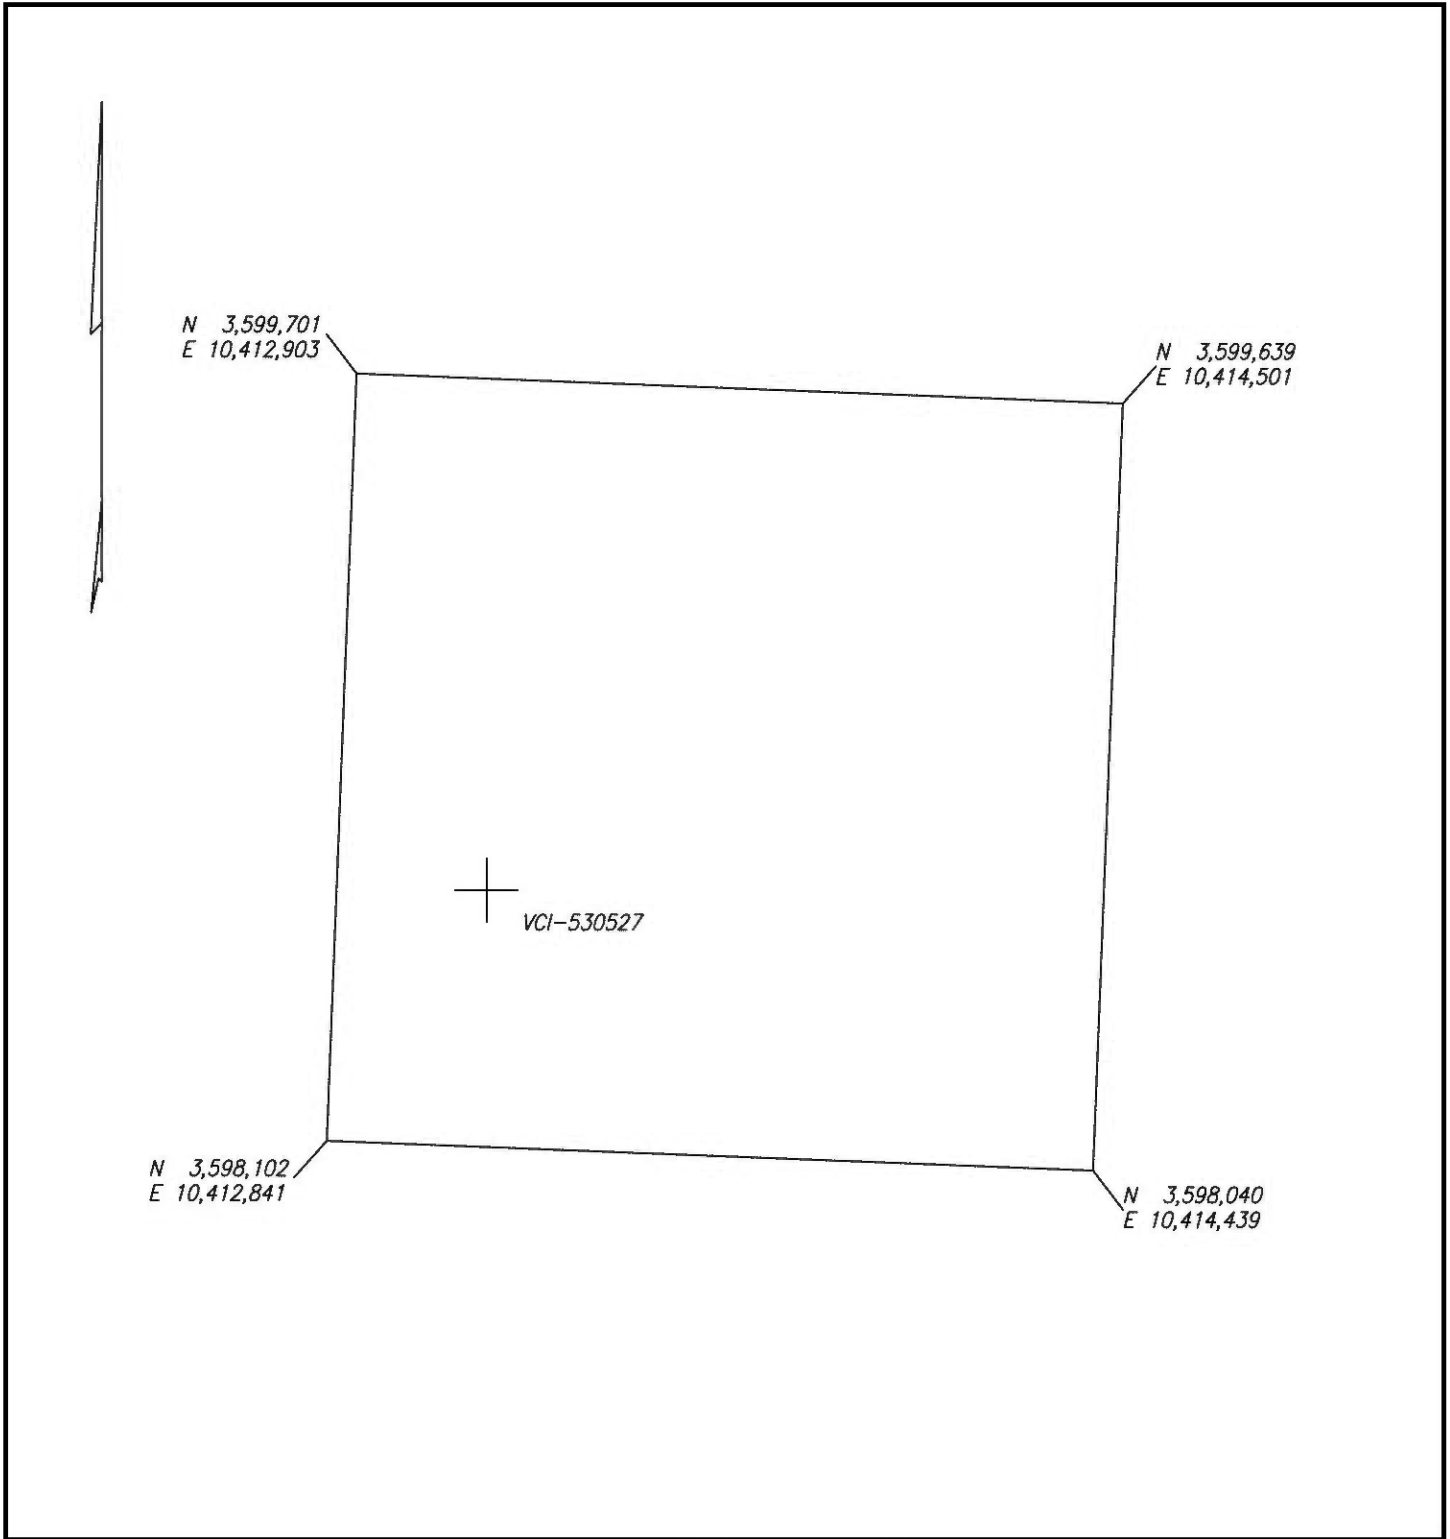 N 3,599,701
E 10,412,903
N 3,599,639
E 10,414,501
VCI-530527
N 3,598,102
E 10,412,841
N 3,598,040
E 10,414,439